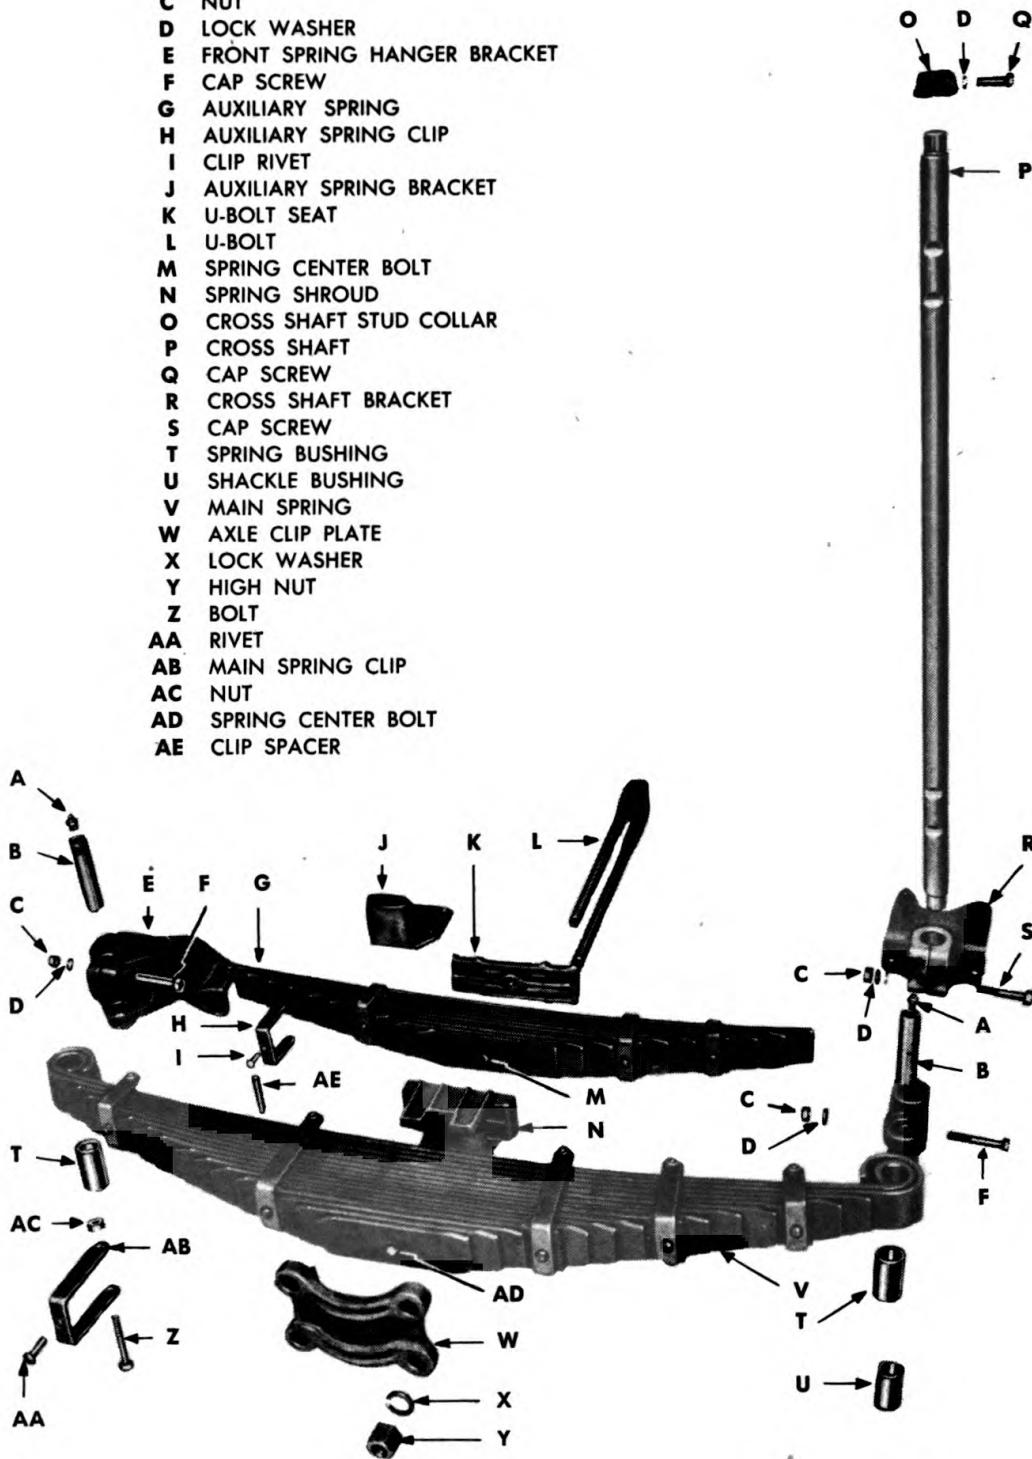 C NUT
D LOCK WASHER
E FRONT SPRING HANGER BRACKET
F CAP SCREW
G AUXILIARY SPRING
H AUXILIARY SPRING CLIP
I CLIP RIVET
J AUXILIARY SPRING BRACKET
K U-BOLT SEAT
L U-BOLT
M SPRING CENTER BOLT
N SPRING SHROUD
O CROSS SHAFT STUD COLLAR
P CROSS SHAFT
Q CAP SCREW
R CROSS SHAFT BRACKET
S CAP SCREW
T SPRING BUSHING
U SHACKLE BUSHING
V MAIN SPRING
W AXLE CLIP PLATE
X LOCK WASHER
Y HIGH NUT
Z BOLT
AA RIVET
AB MAIN SPRING CLIP
AC NUT
AD SPRING CENTER BOLT
AE CLIP SPACER
O D Q
P
A
B
C
D
E F G
J K L
R
S
C
D
A
B
H
I
AE
M
N
C
D
F
T
AC
AB
Z
AA
AD
V
T
W
U
X
Y